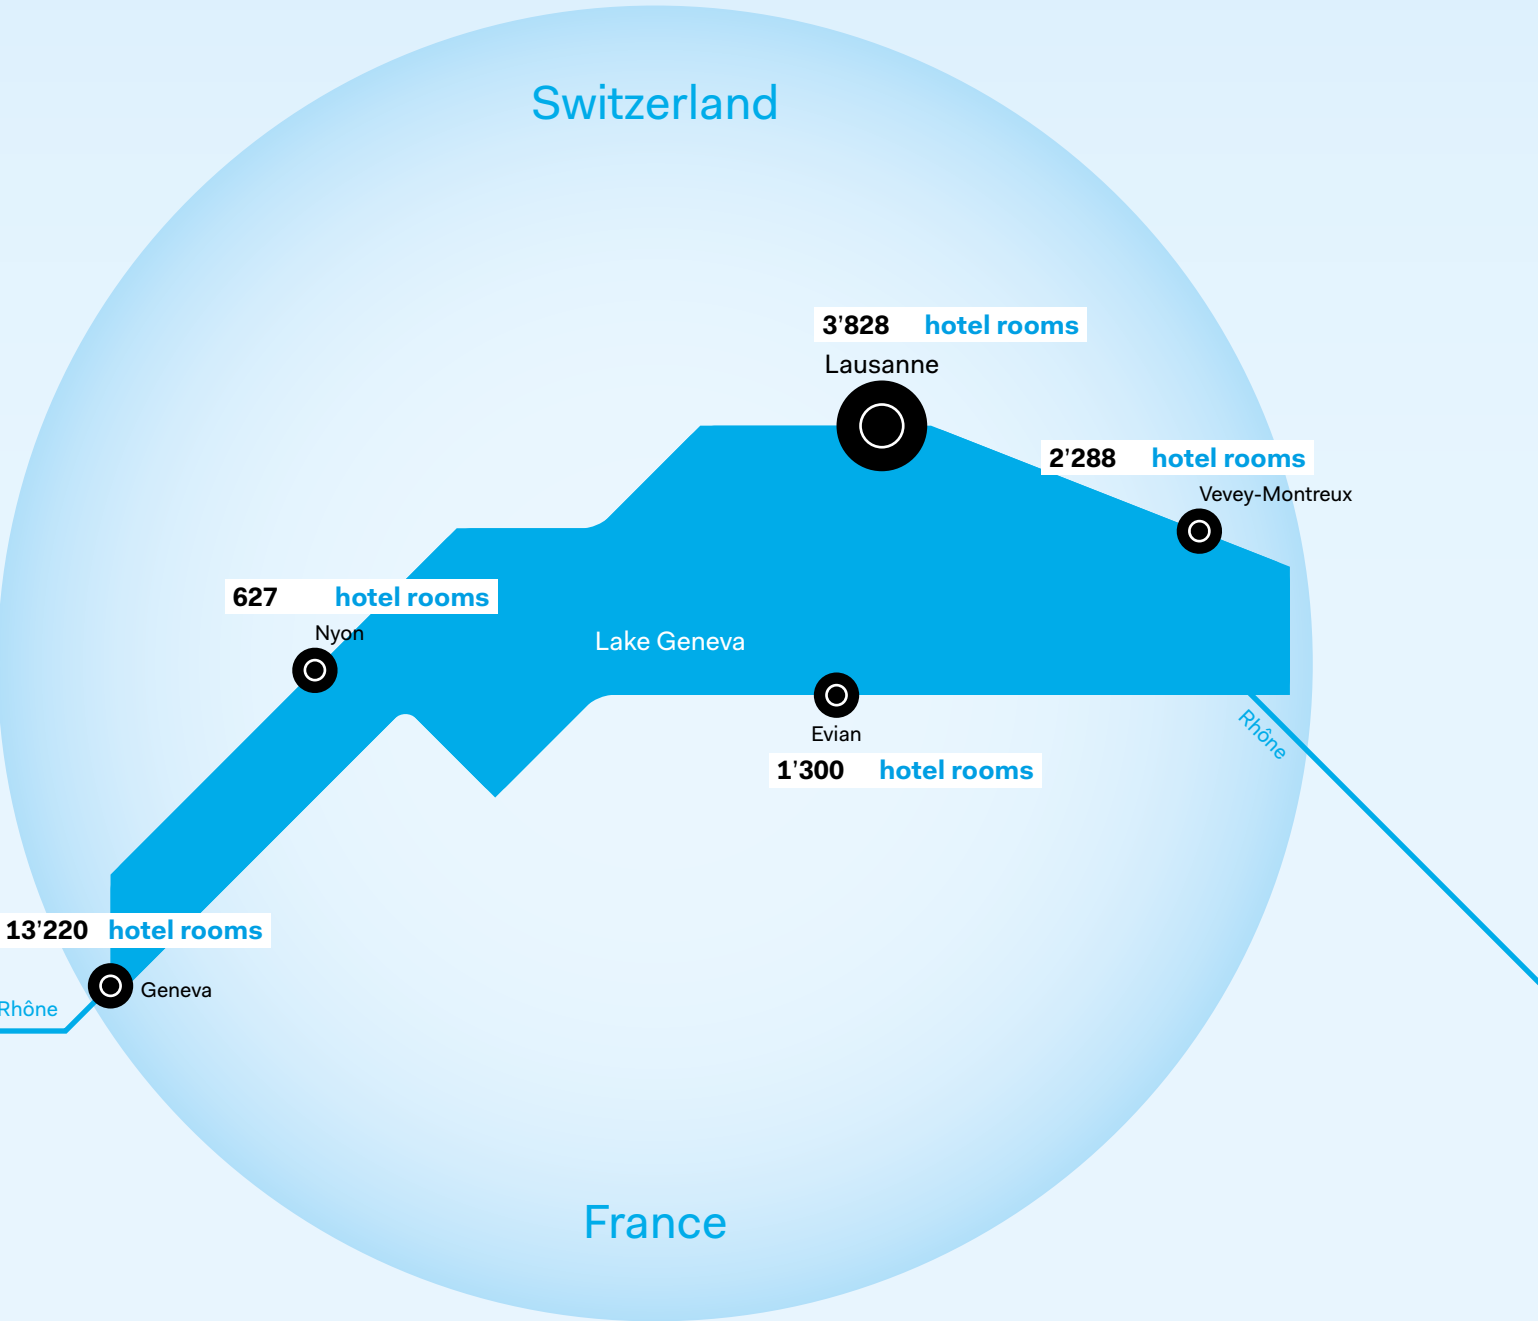 Switzerland
3’828 hotel rooms
Lausanne
2’288 hotel rooms
Vevey-Montreux
627 hotel rooms
Nyon
Lake Geneva
Evian
1’300 hotel rooms
Rhône
13’220 hotel rooms
Geneva
Rhône
France